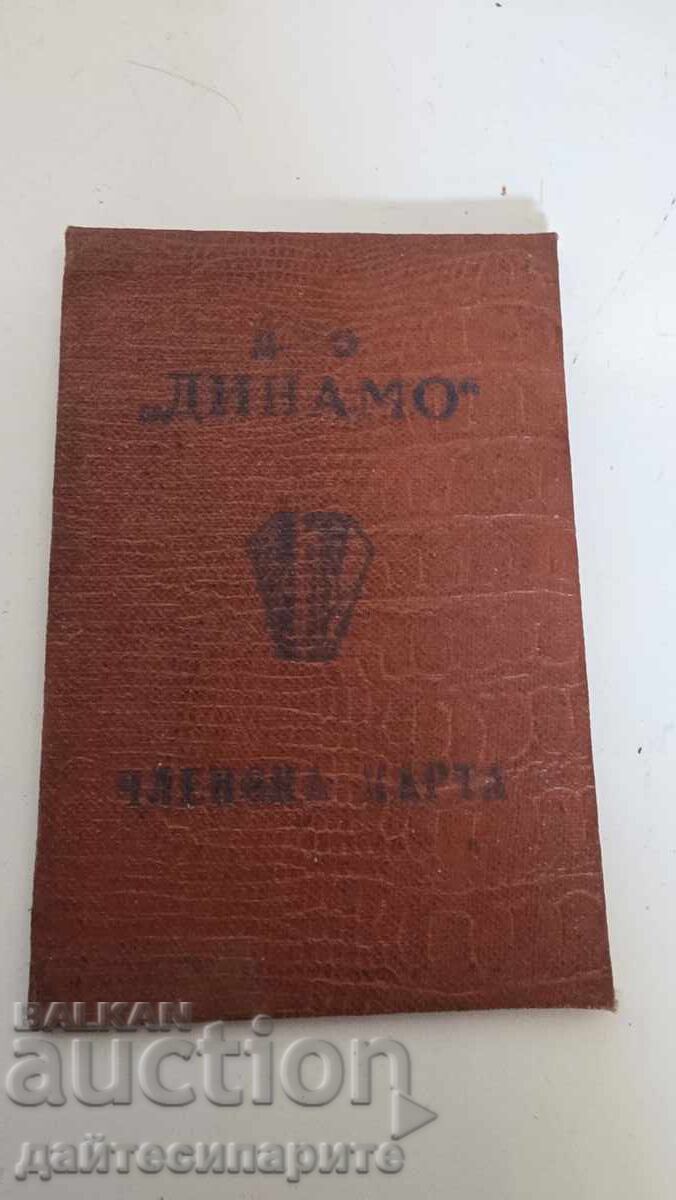 Д Э
„ДИНАМО"
ЧЛЕНСКА КАРТА
BALKAN
auction
дайтесипарите